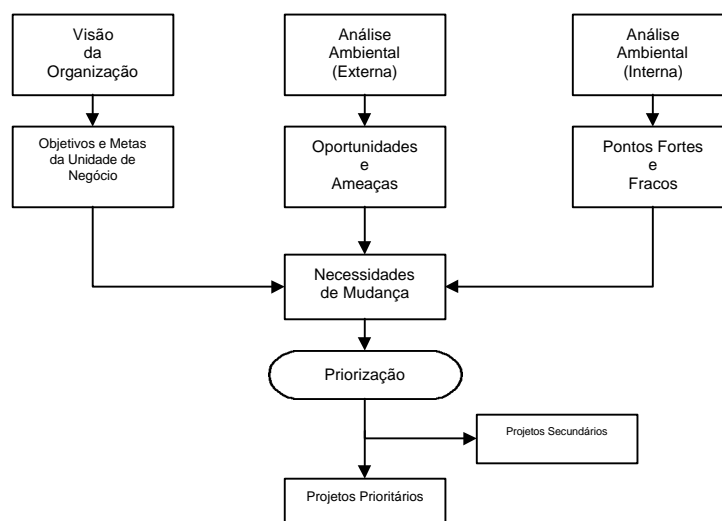 Visão
da
Organização
Análise
Ambiental
(Externa)
Análise
Ambiental
(Interna)
Objetivos e Metas
da Unidade de
Negócio
Oportunidades
e
Ameaças
Pontos Fortes
e
Fracos
Necessidades
de Mudança
Priorização
Projetos Secundários
Projetos Prioritários